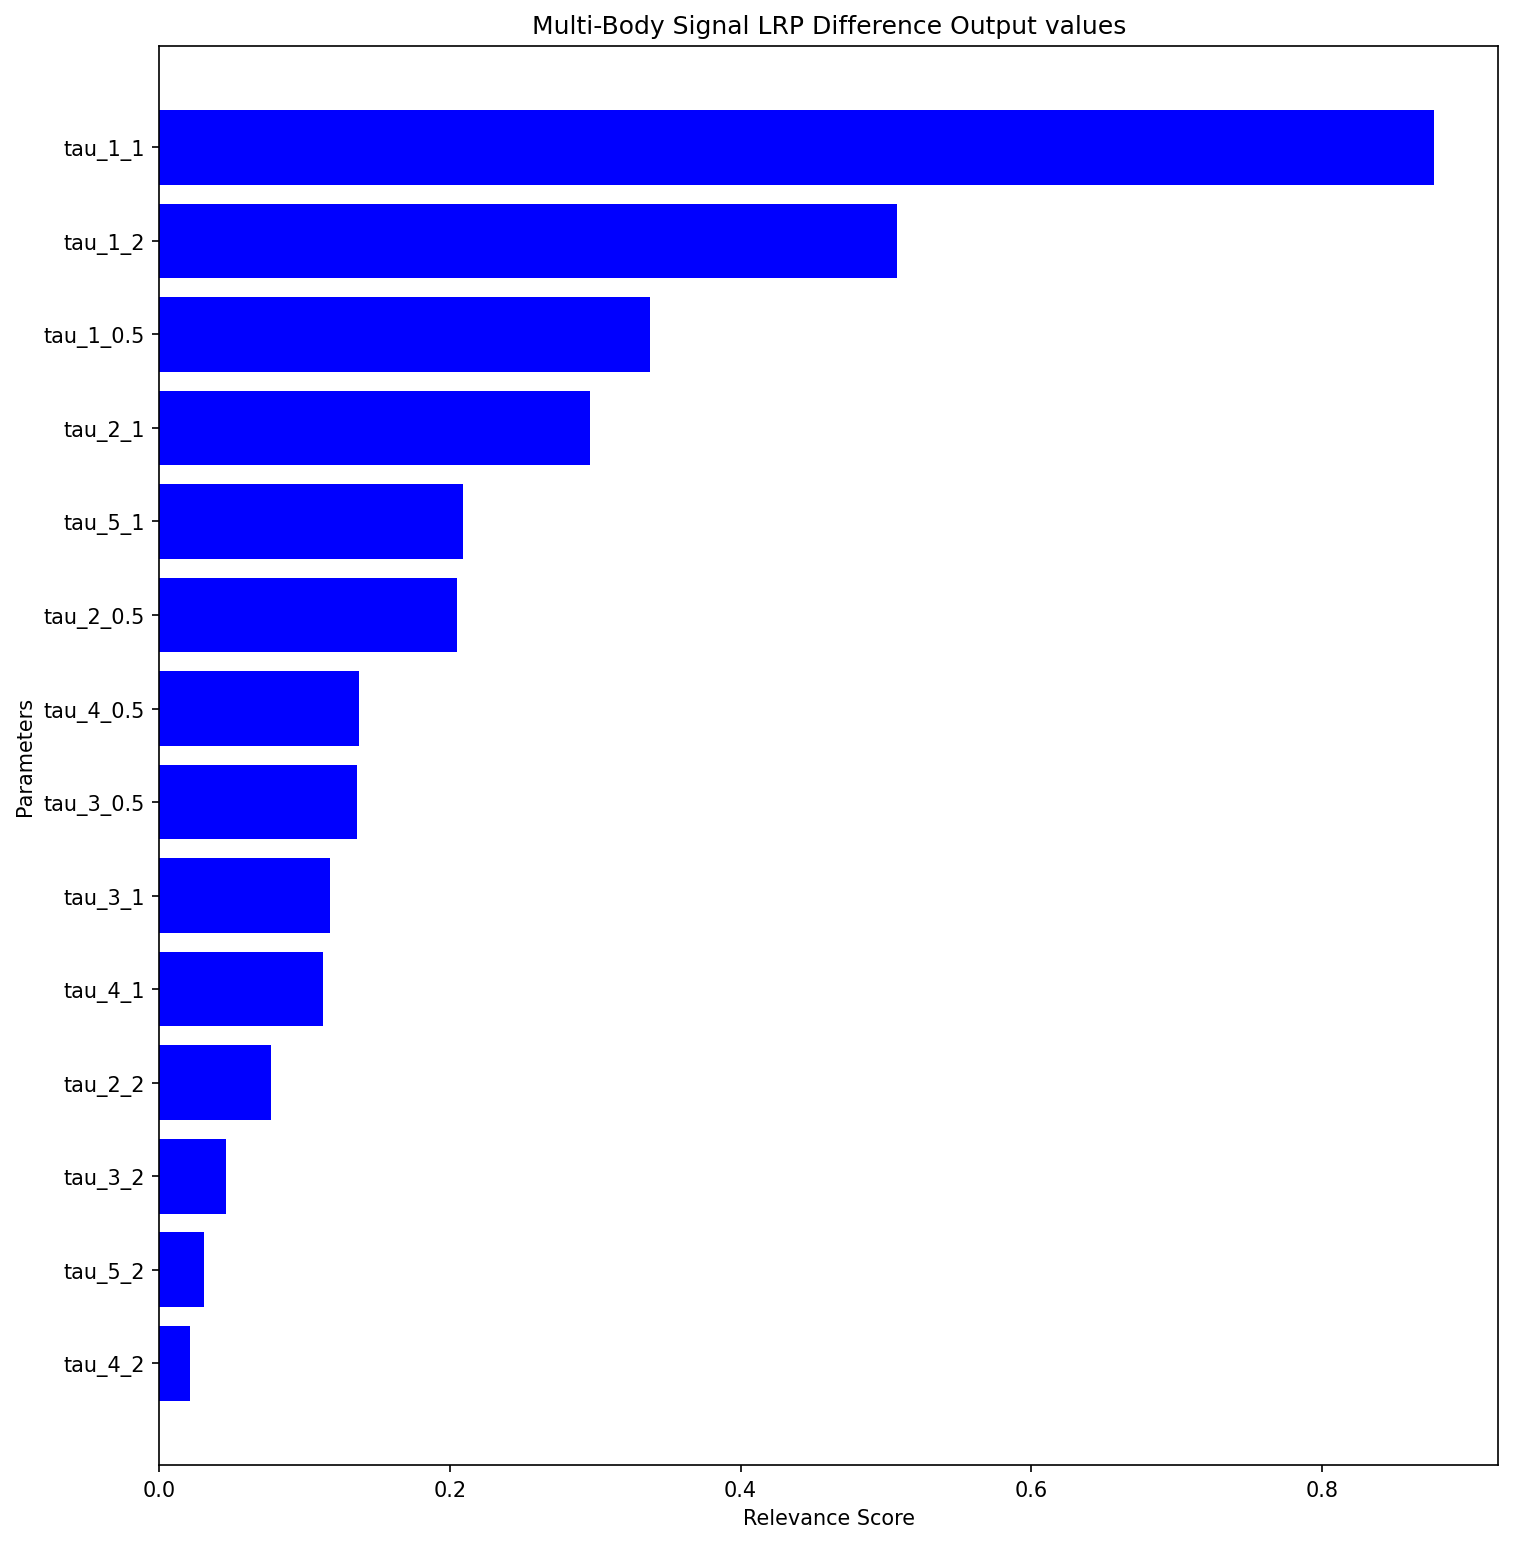 Multi-Body Signal LRP Difference Output values
tau_1_1
tau_1_2
tau_1_0.5
tau_2_1
tau_5_1
tau_2_0.5
tau_4_0.5
tau_3_0.5
tau_3_1
tau_4_1
tau_2_2
tau_3_2
tau_5_2
tau_4_2
Parameters
0.0 0.2 0.4 0.6 0.8
Relevance Score